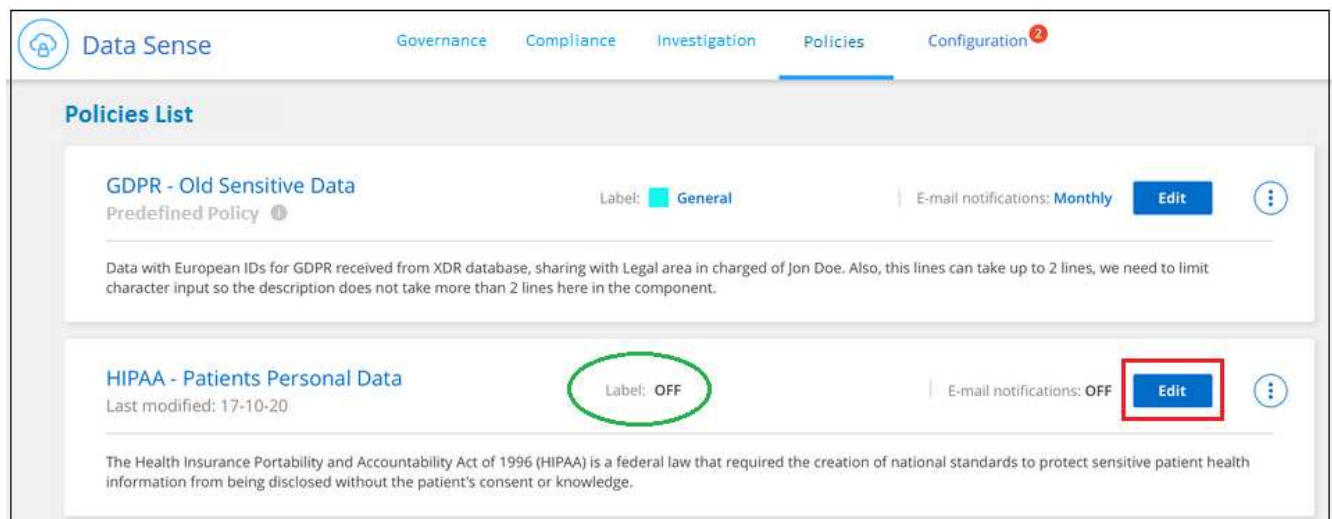 Data Sense
Governance
Compliance
Investigation
Policies
Configuration 2
Policies List
GDPR - Old Sensitive Data
Predefined Policy
Label: General
E-mail notifications: Monthly
Edit
Data with European IDs for GDPR received from XDR database, sharing with Legal area in charged of Jon Doe. Also, this lines can take up to 2 lines, we need to limit
character input so the description does not take more than 2 lines here in the component.
HIPAA - Patients Personal Data
Last modified: 17-10-20
Label: OFF
E-mail notifications: OFF
Edit
The Health Insurance Portability and Accountability Act of 1996 (HIPAA) is a federal law that required the creation of national standards to protect sensitive patient health
information from being disclosed without the patient's consent or knowledge.